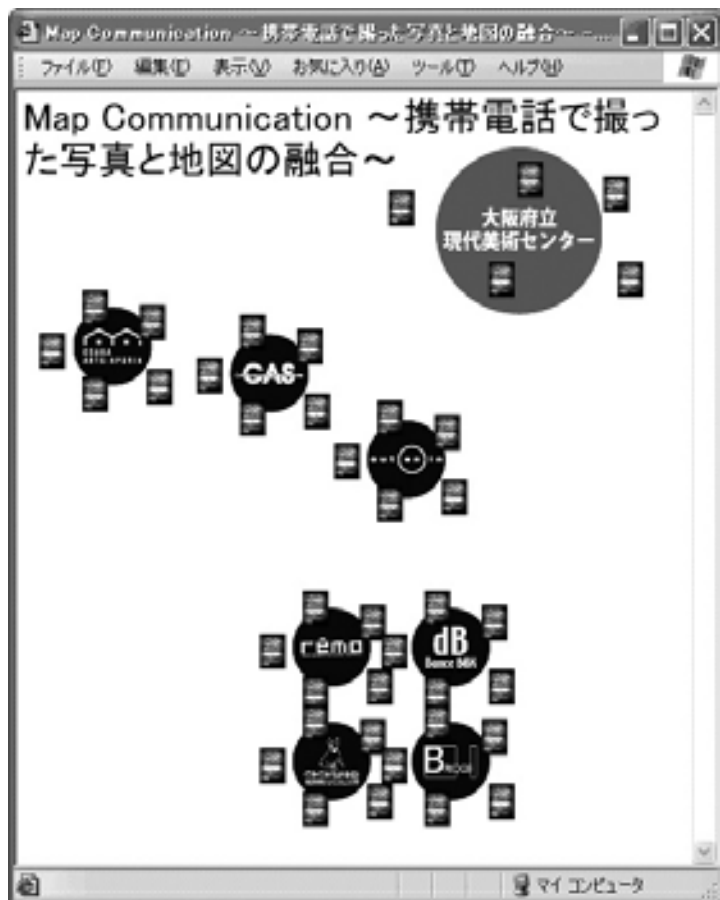 Map Communication ～携帯電話で撮った写真と地図の融合～ -...
ファイル(F) 編集(E) 表示(V) お気に入り(A) ツール(T) ヘルプ(H)
Map Communication ～携帯電話で撮っ
た写真と地図の融合～
大阪府立
現代美術センター
OSAKA
ARTS APORIA
-GAS-
remo
dB
Dance BOX
マイ コンピュータ